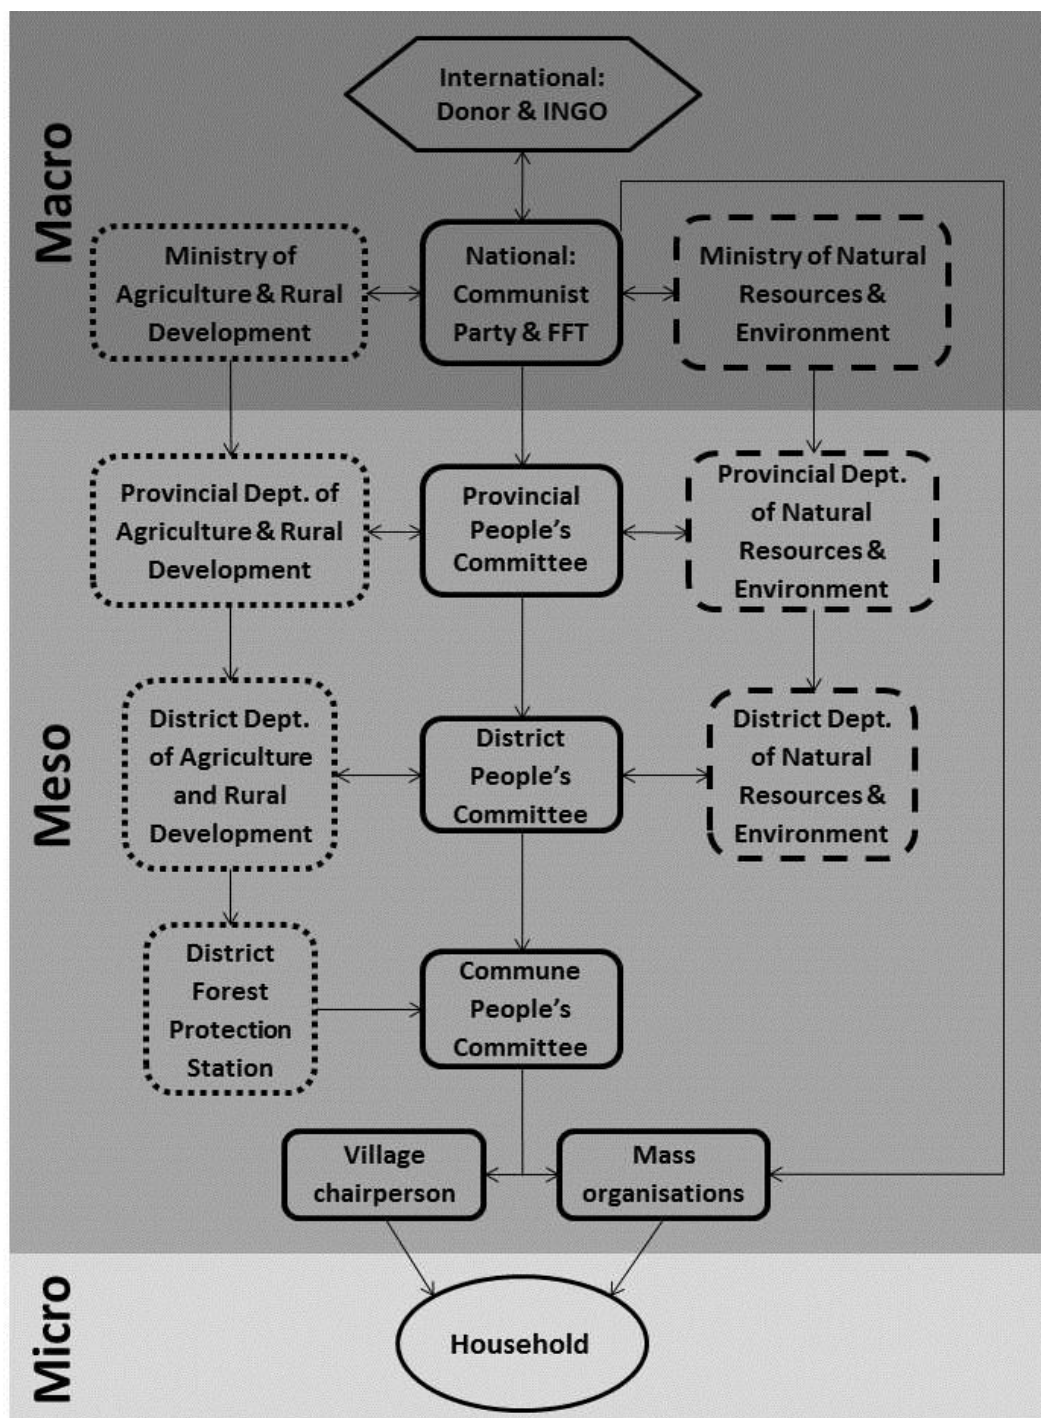 Macro
International:
Donor & INGO
Ministry of
Agriculture & Rural
Development
National:
Communist
Party & FFT
Ministry of Natural
Resources &
Environment
Meso
Provincial Dept. of
Agriculture & Rural
Development
Provincial
People’s
Committee
Provincial Dept.
of Natural
Resources &
Environment
District Dept.
of Agriculture
and Rural
Development
District
People’s
Committee
District Dept.
of Natural
Resources &
Environment
District
Forest
Protection
Station
Commune
People’s
Committee
Village
chairperson
Mass
organisations
Micro
Household